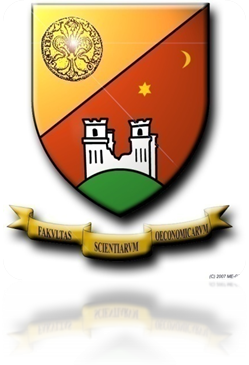 FAKVLTAS SCIENTIARVM OECONOMICARVM
(C) 2007 ME-F